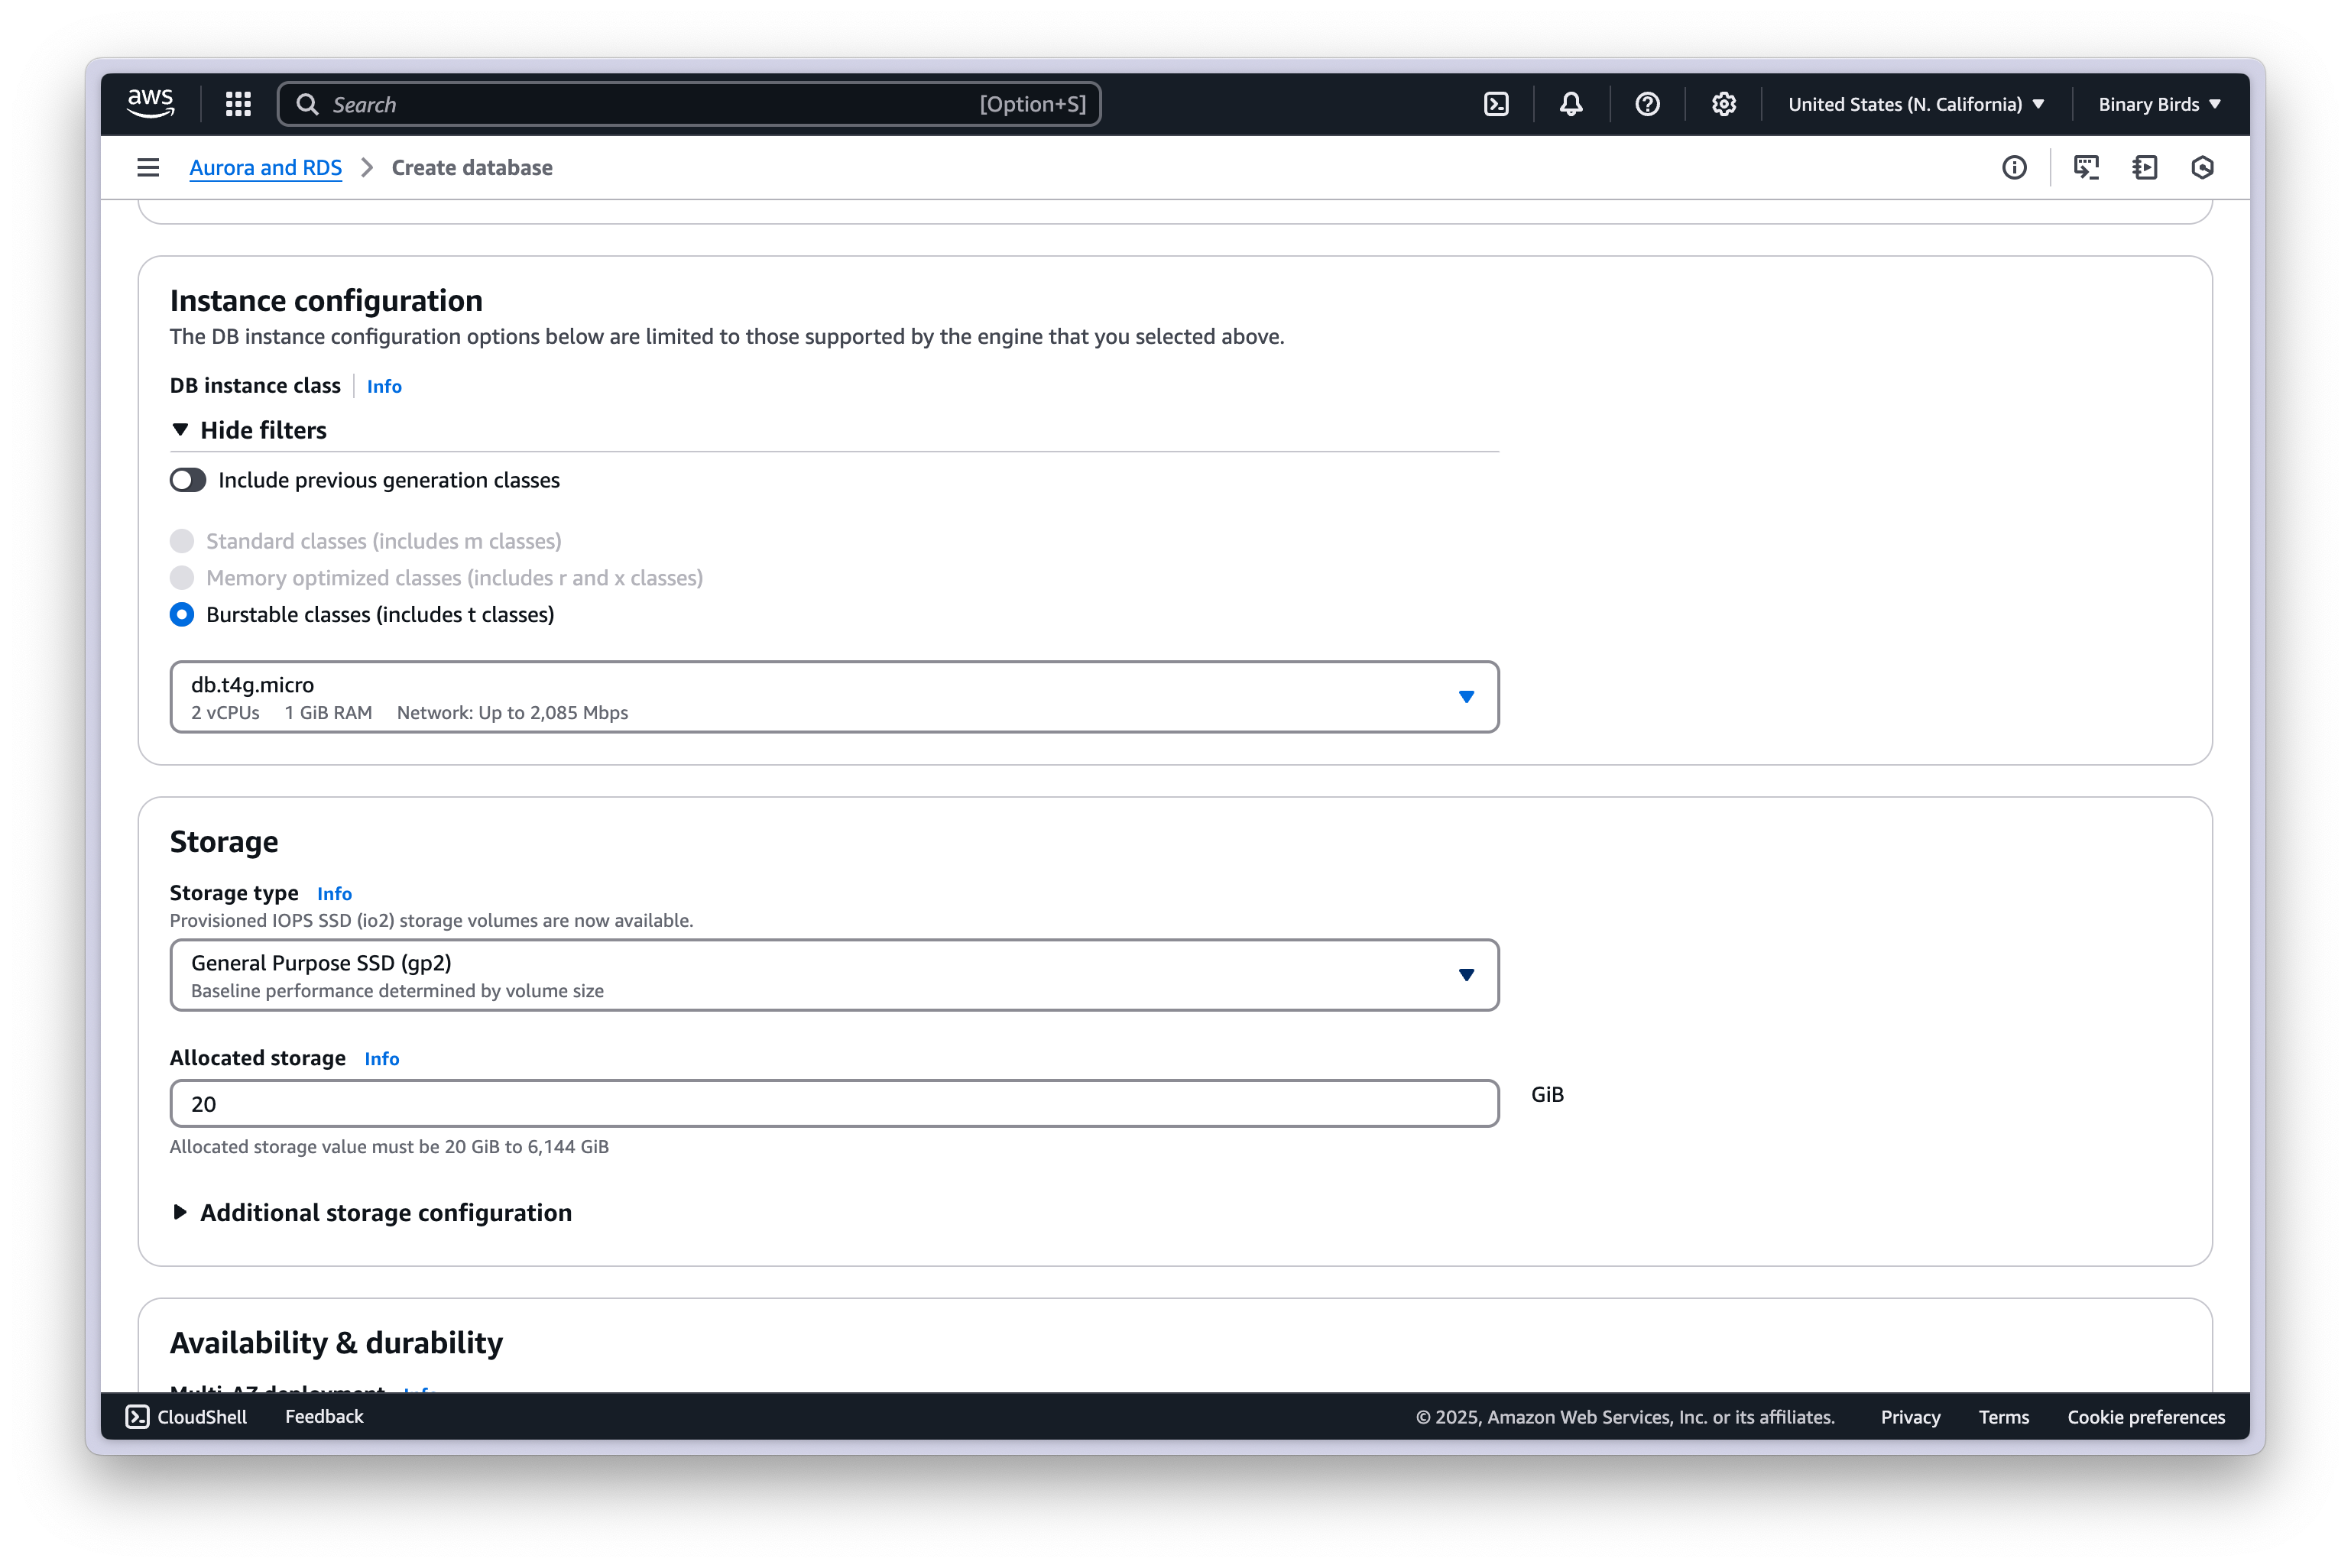 aws
Search [Option+S]
United States (N. California)
Binary Birds
Aurora and RDS
Create database
Instance configuration
The DB instance configuration options below are limited to those supported by the engine that you selected above.
DB instance class Info
Hide filters
Include previous generation classes
Standard classes (includes m classes)
Memory optimized classes (includes r and x classes)
Burstable classes (includes t classes)
db.t4g.micro
2 vCPUs 1 GiB RAM Network: Up to 2,085 Mbps
Storage
Storage type Info
Provisioned IOPS SSD (io2) storage volumes are now available.
General Purpose SSD (gp2)
Baseline performance determined by volume size
Allocated storage Info
20
GiB
Allocated storage value must be 20 GiB to 6,144 GiB
Additional storage configuration
Availability & durability
Multi-AZ deployment Info
CloudShell Feedback © 2025, Amazon Web Services, Inc. or its affiliates. Privacy Terms Cookie preferences